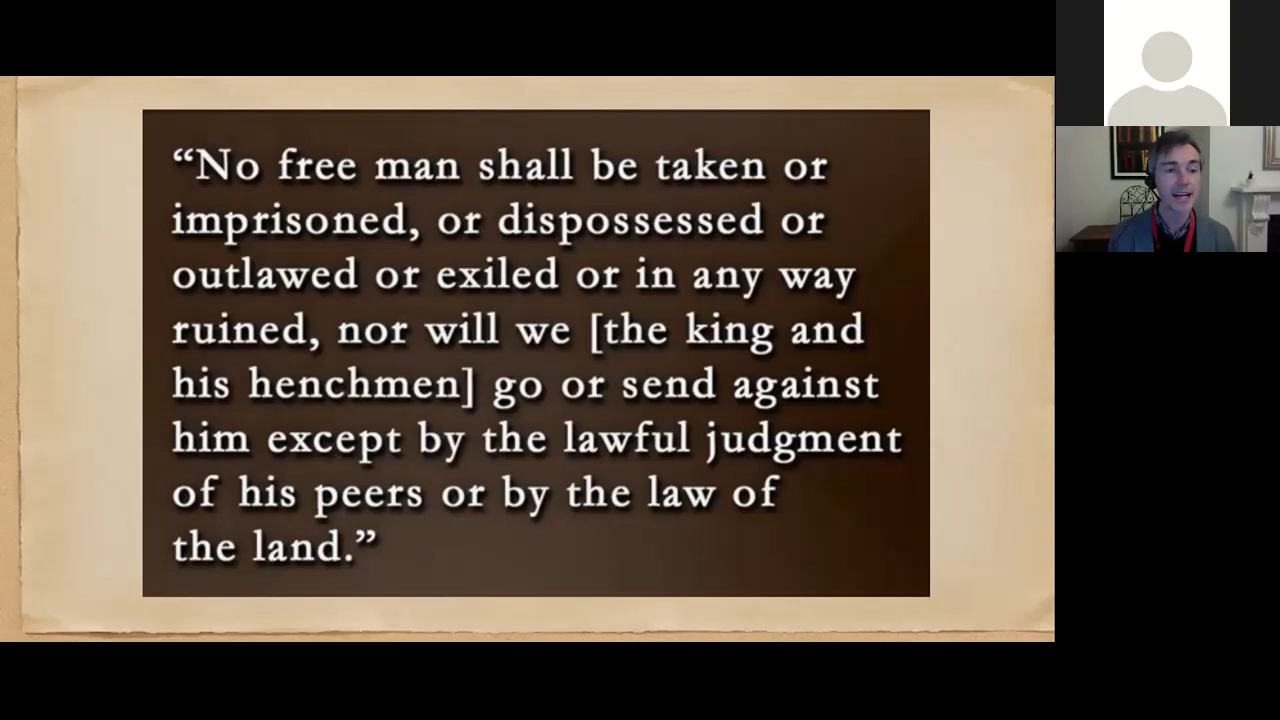 “No free man shall be taken or
imprisoned, or dispossessed or
outlawed or exiled or in any way
ruined, nor will we [the king and
his henchmen] go or send against
him except by the lawful judgment
of his peers or by the law of
the land.”